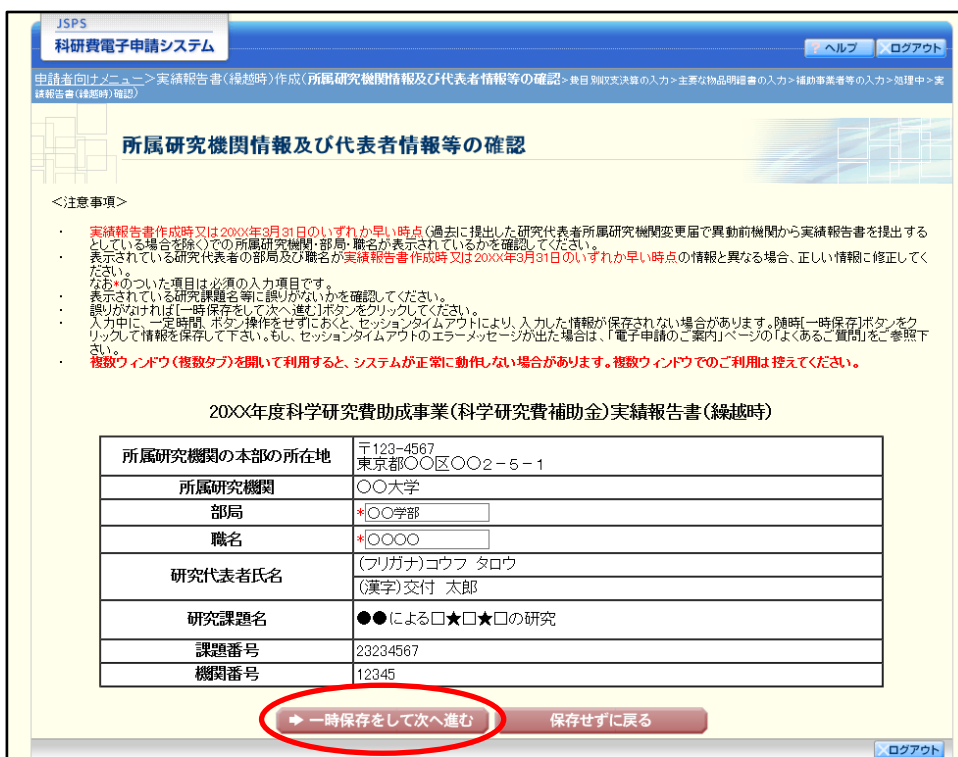 JSPS
科研費電子申請システム
ヘルプ
ログアウト
申請者向けメニュー>実績報告書(繰越時)作成(所属研究機関情報及び代表者情報等の確認>費目別収支決算の入力>主要な物品明細書の入力>補助事業者等の入力>処理中>実
績報告書(繰越時)確認)
所属研究機関情報及び代表者情報等の確認
<注意事項>
・ 実績報告書作成時又は20XX年3月31日のいずれか早い時点(過去に提出した研究代表者所属研究機関変更届で異動前機関から実績報告書を提出する
としている場合を除く)での所属研究機関・部局・職名が表示されているかを確認してください。
・ 表示されている研究代表者の部局及び職名が実績報告書作成時又は20XX年3月31日のいずれか早い時点の情報と異なる場合、正しい情報に修正してく
ださい。
なお*のついた項目は必須の入力項目です。
・ 表示されている研究課題名等に誤りがないかを確認してください。
・ 誤りがなければ[一時保存をして次へ進む]ボタンをクリックしてください。
・ 入力中に、一定時間、ボタン操作をせずにおくと、セッションタイムアウトにより、入力した情報が保存されない場合があります。随時[一時保存]ボタンをク
リックして情報を保存して下さい。もし、セッションタイムアウトのエラーメッセージが出た場合は、「電子申請のご案内」ページの「よくあるご質問」をご参照下
さい。
・ 複数ウィンドウ(複数タブ)を開いて利用すると、システムが正常に動作しない場合があります。複数ウィンドウでのご利用は控えてください。
20XX年度科学研究費助成事業(科学研究費補助金)実績報告書(繰越時)
所属研究機関の本部の所在地
〒123-4567
東京都〇〇区〇〇2-5-1
所属研究機関
〇〇大学
部局
*〇〇学部
職名
*〇〇〇〇
研究代表者氏名
(フリガナ)コウフ タロウ
(漢字)交付 太郎
研究課題名
●●による□★□★□の研究
課題番号
23234567
機関番号
12345
一時保存をして次へ進む
保存せずに戻る
ログアウト